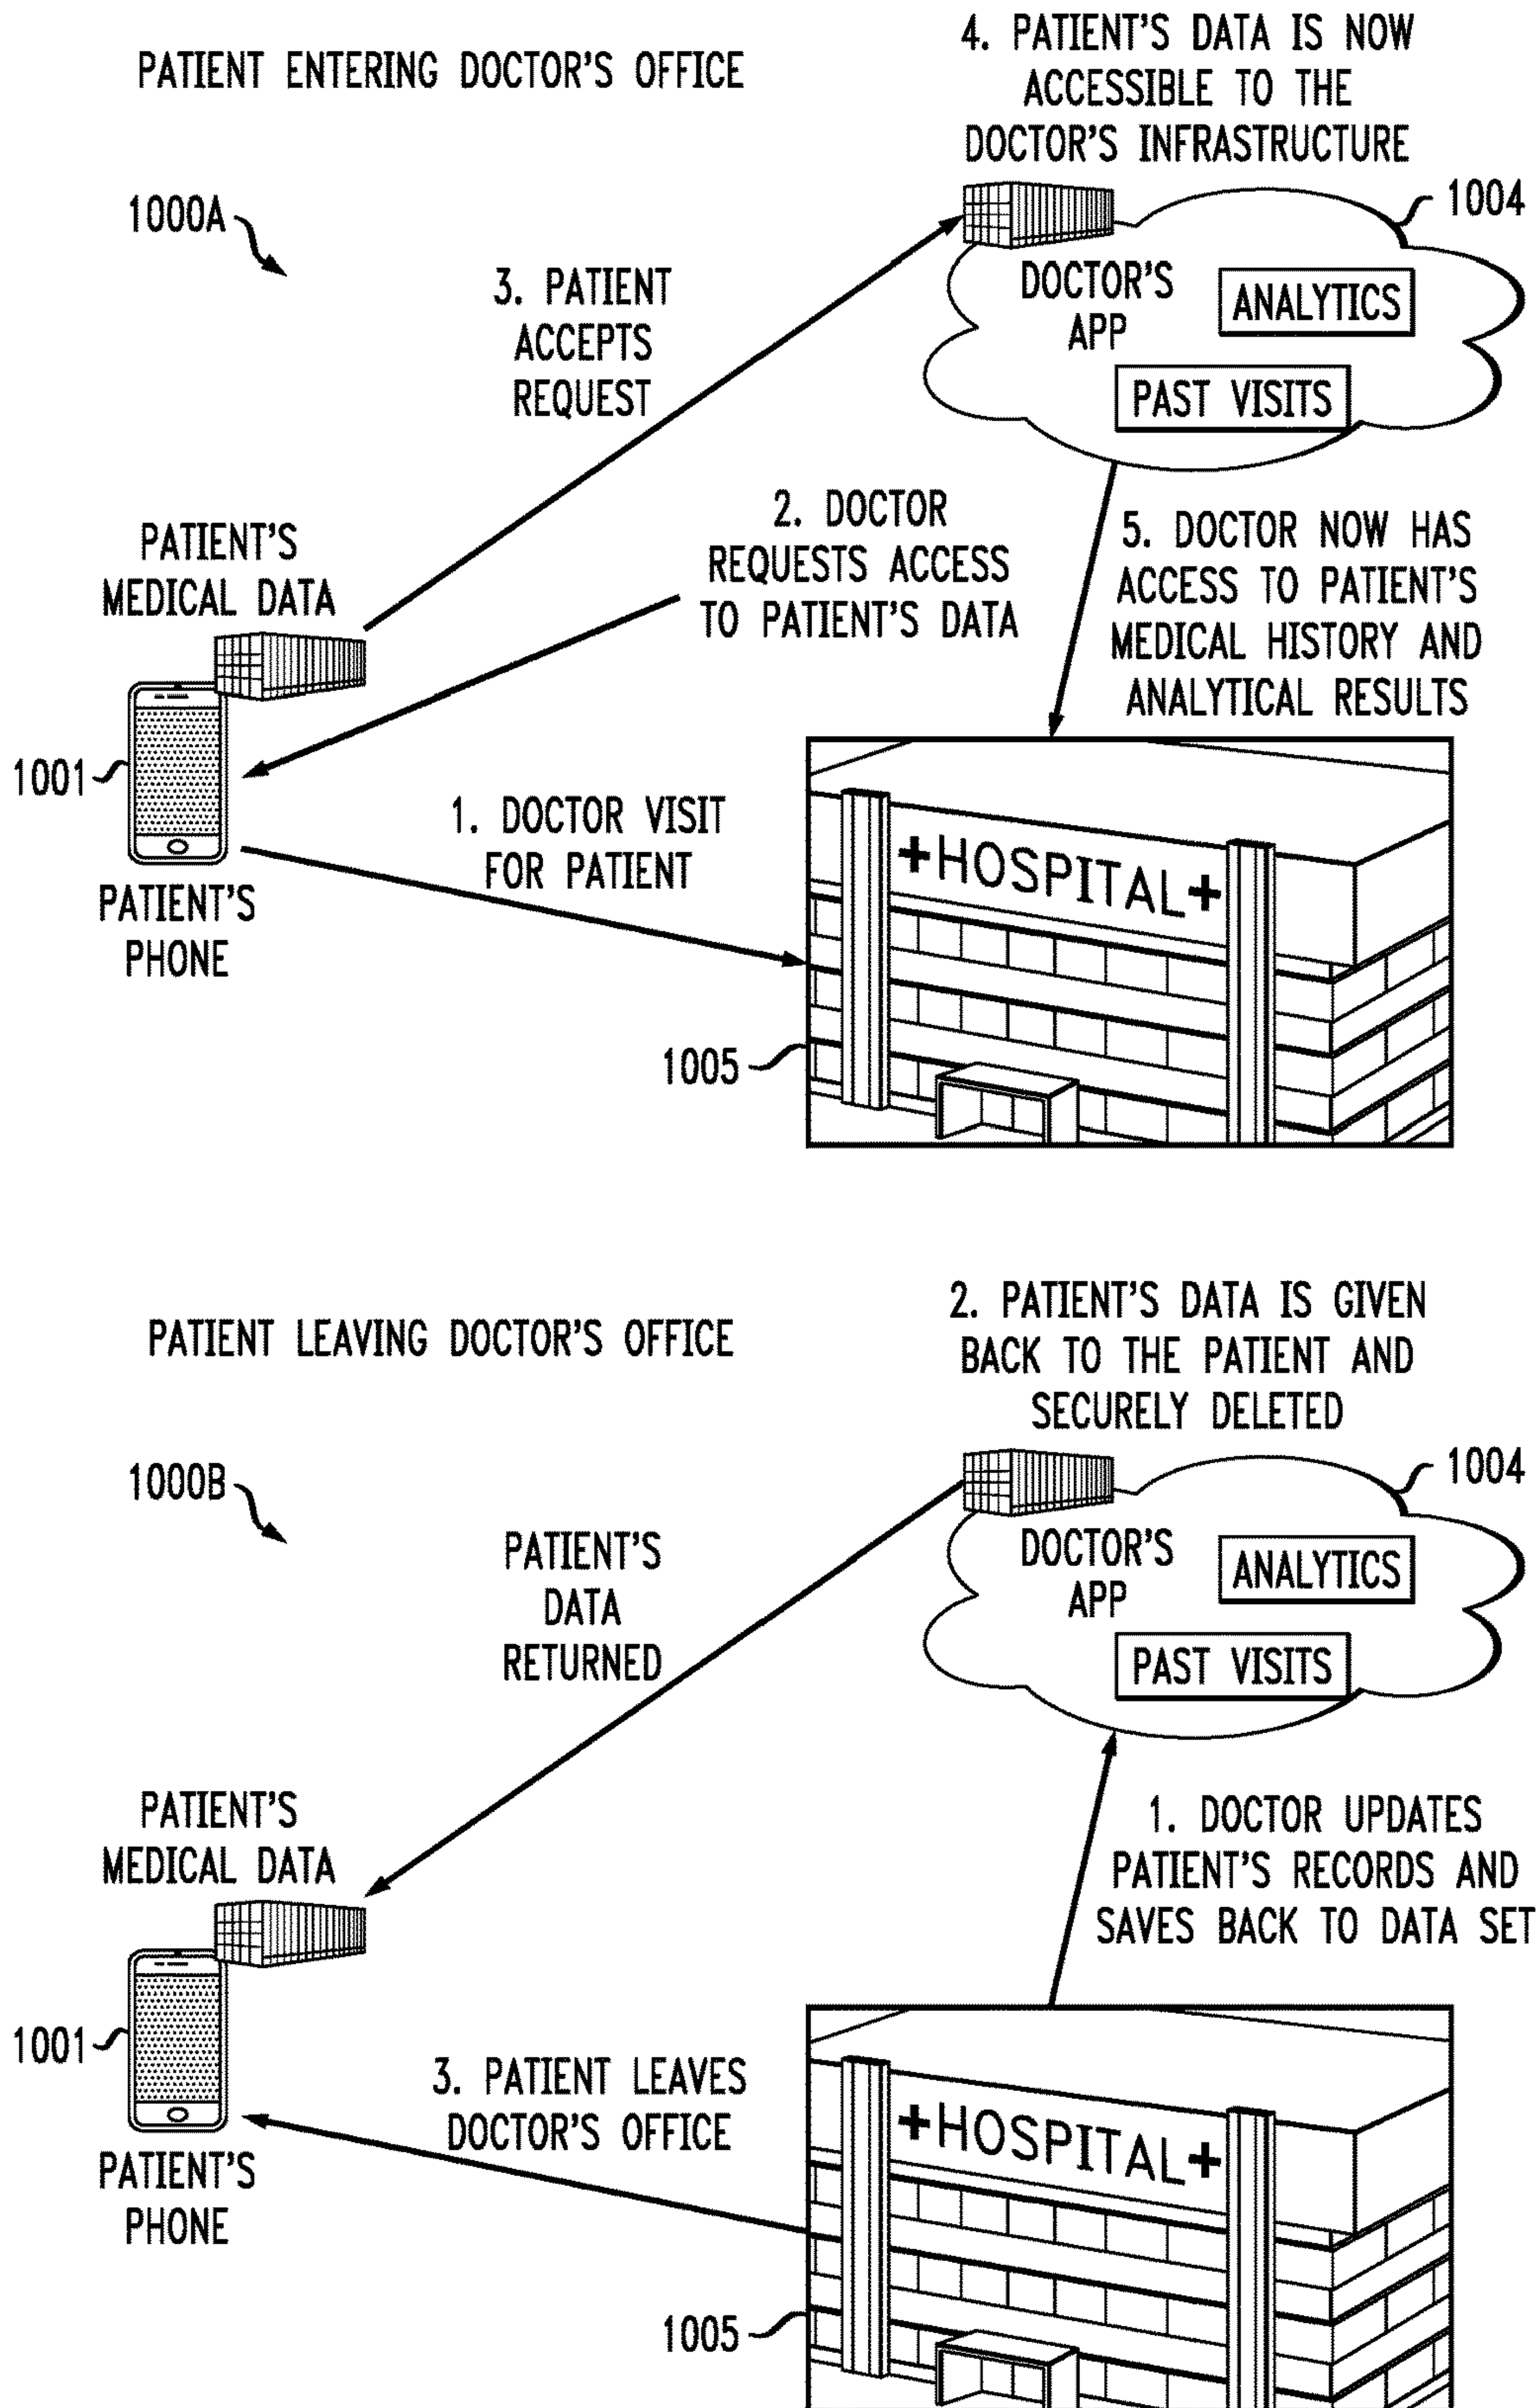 PATIENT ENTERING DOCTOR'S OFFICE
4. PATIENT'S DATA IS NOW
ACCESSIBLE TO THE
DOCTOR'S INFRASTRUCTURE
1000A
1004
3. PATIENT
ACCEPTS
REQUEST
DOCTOR'S
APP
ANALYTICS
PAST VISITS
2. DOCTOR
REQUESTS ACCESS
TO PATIENT'S DATA
5. DOCTOR NOW HAS
ACCESS TO PATIENT'S
MEDICAL HISTORY AND
ANALYTICAL RESULTS
PATIENT'S
MEDICAL DATA
1001
1. DOCTOR VISIT
FOR PATIENT
PATIENT'S
PHONE
+HOSPITAL+
1005
PATIENT LEAVING DOCTOR'S OFFICE
2. PATIENT'S DATA IS GIVEN
BACK TO THE PATIENT AND
SECURELY DELETED
1000B
1004
PATIENT'S
DATA
RETURNED
DOCTOR'S
APP
ANALYTICS
PAST VISITS
PATIENT'S
MEDICAL DATA
1. DOCTOR UPDATES
PATIENT'S RECORDS AND
SAVES BACK TO DATA SET
1001
3. PATIENT LEAVES
DOCTOR'S OFFICE
PATIENT'S
PHONE
+HOSPITAL+
1005